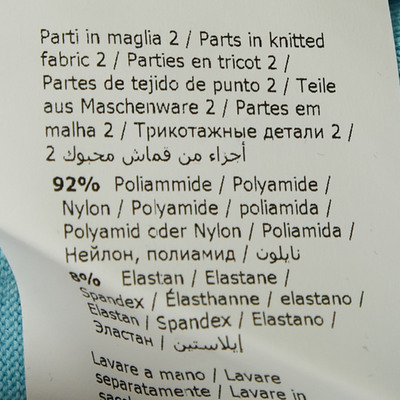 Parti in maglia 2 / Parts in knitted
fabric 2 / Parties en tricot 2 /
Partes de tejido de punto 2 / Teile
aus Maschenware 2 / Partes em
malha 2 / Трикотажные детали 2 /
أجزاء من قماش محبوك 2
92% Poliammide / Polyamide /
Nylon / Polyamide / poliamida /
Polyamid oder Nylon / Poliamida /
Нейлон, полиамид / نايلون /
8% Elastan / Elastane /
Spandex / Élasthanne / elastano /
Elastan / Spandex / Elastano /
Эластан / إيلاستين /
Lavare a mano / Lavare
separatamente / Lavare in